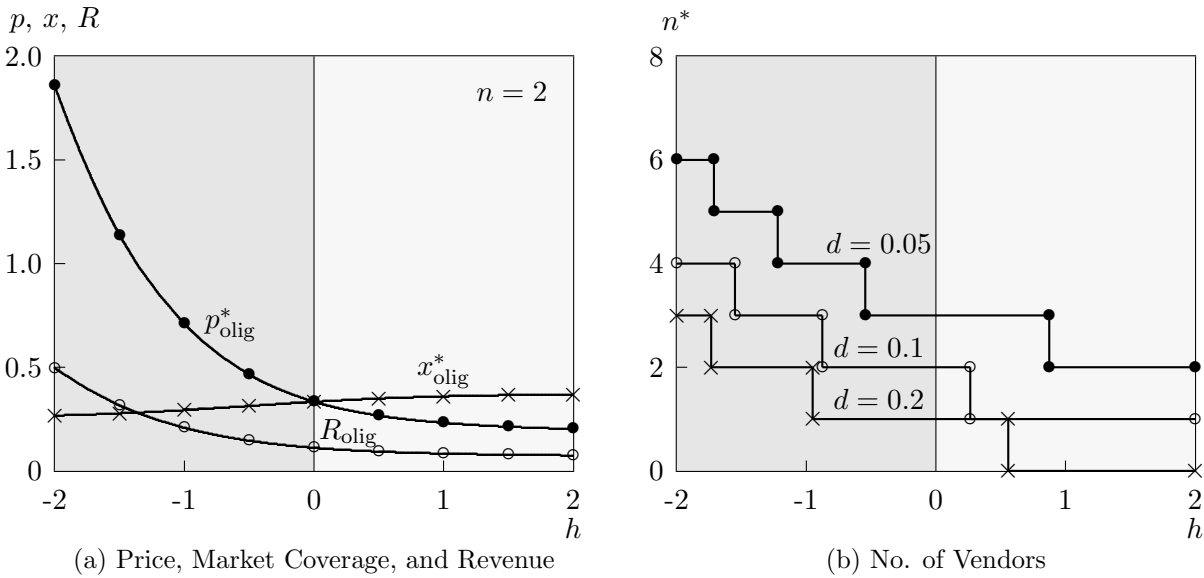 p, x, R
2.0
1.5
1.0
0.5
0
-2
-1
0
1
2
h
n = 2
p*olig
x*olig
Rolig
(a) Price, Market Coverage, and Revenue
n*
8
6
4
2
0
-2
-1
0
1
2
h
d = 0.05
d = 0.1
d = 0.2
(b) No. of Vendors